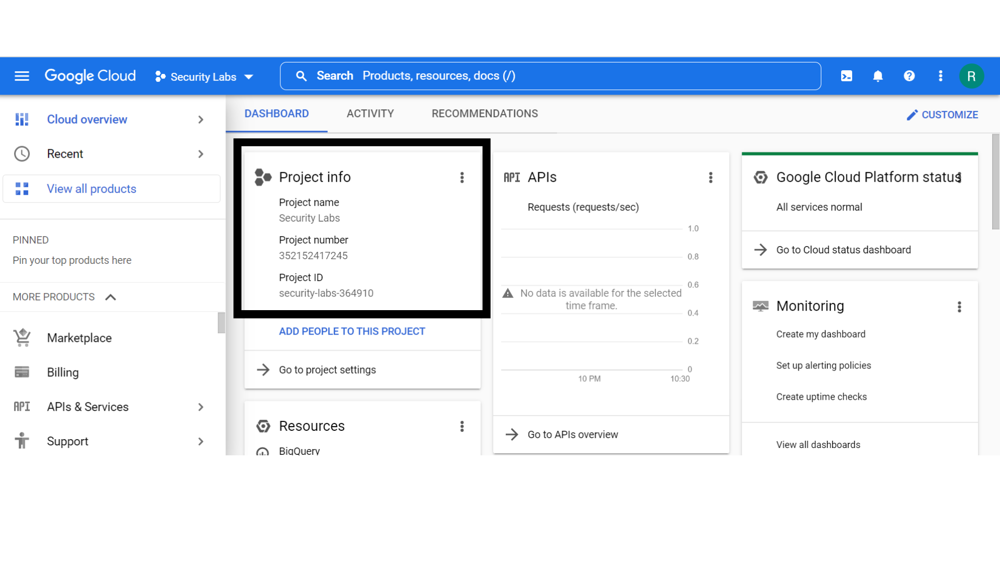 Google Cloud
Security Labs
Search Products, resources, docs (/)
R
Cloud overview
Recent
View all products
PINNED
Pin your top products here
MORE PRODUCTS
Marketplace
Billing
API
APIs & Services
Support
DASHBOARD
ACTIVITY
RECOMMENDATIONS
CUSTOMIZE
Project info
Project name
Security Labs
Project number
352152417245
Project ID
security-labs-364910
ADD PEOPLE TO THIS PROJECT
Go to project settings
Resources
BigQuery
API APIs
Requests (requests/sec)
1.0
0.8
0.6
No data is available for the selected
time frame.
0.4
0.2
0
10 PM
10:30
Go to APIs overview
Google Cloud Platform status
All services normal
Go to Cloud status dashboard
Monitoring
Create my dashboard
Set up alerting policies
Create uptime checks
View all dashboards